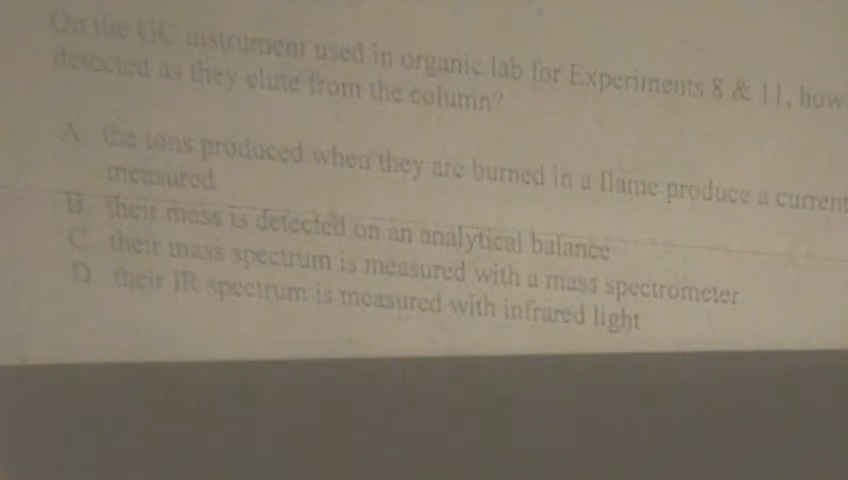 On the GC instrument used in organic lab for Experiments 8 & 11, how
detected as they elute from the column?
A. the ions produced when they are burned in a flame produce a current
measured
B. their mass is detected on an analytical balance
C. their mass spectrum is measured with a mass spectrometer
D. their IR spectrum is measured with infrared light